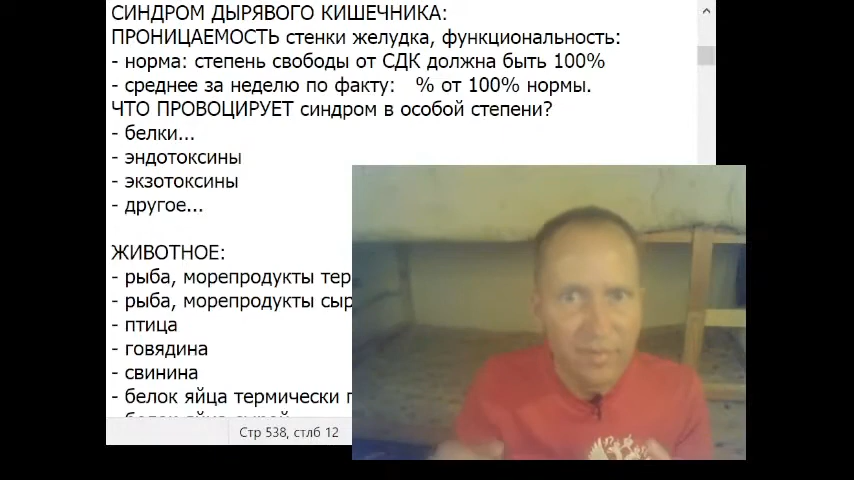 СИНДРОМ ДЫРЯВОГО КИШЕЧНИКА:
ПРОНИЦАЕМОСТЬ стенки желудка, функциональность:
- норма: степень свободы от СДК должна быть 100%
- среднее за неделю по факту: % от 100% нормы.
ЧТО ПРОВОЦИРУЕТ синдром в особой степени?
- белки...
- эндотоксины
- экзотоксины
- другое...
ЖИВОТНОЕ:
- рыба, морепродукты тер
- рыба, морепродукты сыр
- птица
- говядина
- свинина
- белок яйца термически
Стр 538, стлб 12